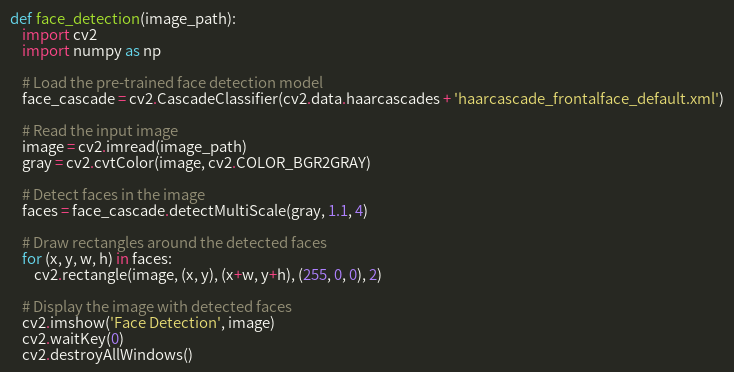 def face_detection(image_path):
    import cv2
    import numpy as np

    # Load the pre-trained face detection model
    face_cascade = cv2.CascadeClassifier(cv2.data.haarcascades + 'haarcascade_frontalface_default.xml')

    # Read the input image
    image = cv2.imread(image_path)
    gray = cv2.cvtColor(image, cv2.COLOR_BGR2GRAY)

    # Detect faces in the image
    faces = face_cascade.detectMultiScale(gray, 1.1, 4)

    # Draw rectangles around the detected faces
    for (x, y, w, h) in faces:
        cv2.rectangle(image, (x, y), (x+w, y+h), (255, 0, 0), 2)

    # Display the image with detected faces
    cv2.imshow('Face Detection', image)
    cv2.waitKey(0)
    cv2.destroyAllWindows()